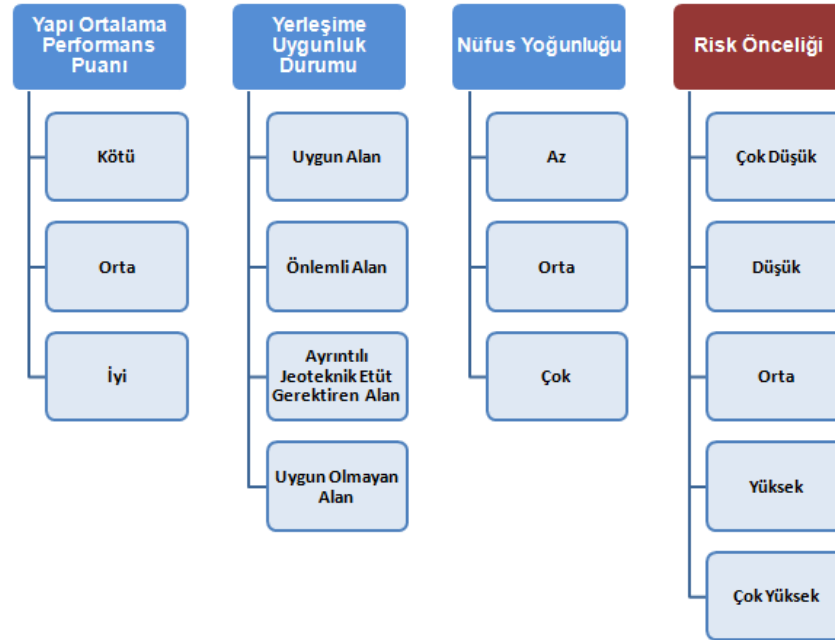 Yapı Ortalama
Performans
Puanı
Kötü
Orta
İyi
Yerleşime
Uygunluk
Durumu
Uygun Alan
Önlemli Alan
Ayrıntılı
Jeoteknik Etüt
Gerektiren Alan
Uygun Olmayan
Alan
Nüfus Yoğunluğu
Az
Orta
Çok
Risk Önceliği
Çok Düşük
Düşük
Orta
Yüksek
Çok Yüksek